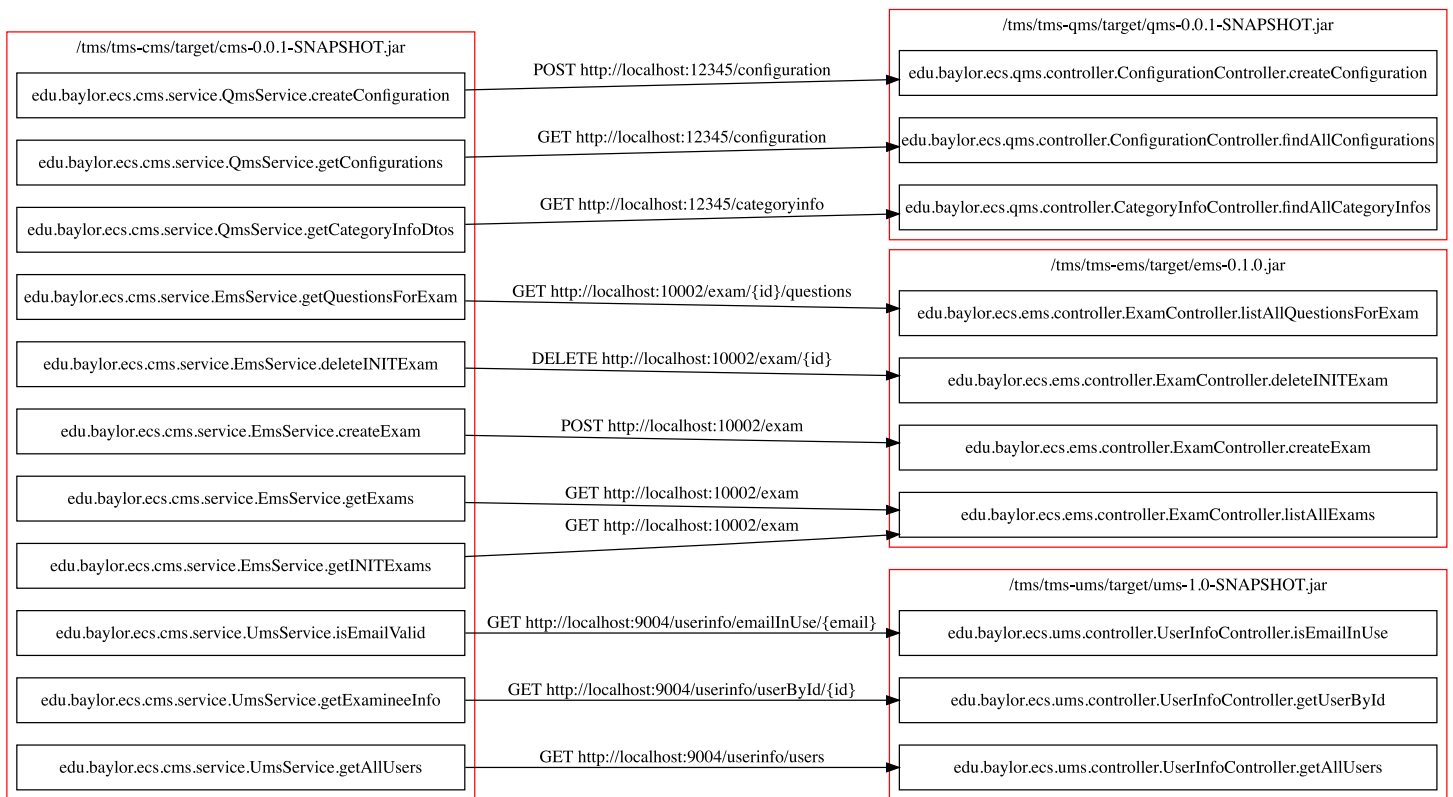 /tms/tms-cms/target/cms-0.0.1-SNAPSHOT.jar
edu.baylor.ecs.cms.service.QmsService.createConfiguration
edu.baylor.ecs.cms.service.QmsService.getConfigurations
edu.baylor.ecs.cms.service.QmsService.getCategoryInfoDtos
edu.baylor.ecs.cms.service.EmsService.getQuestionsForExam
edu.baylor.ecs.cms.service.EmsService.deleteINITExam
edu.baylor.ecs.cms.service.EmsService.createExam
edu.baylor.ecs.cms.service.EmsService.getExams
edu.baylor.ecs.cms.service.EmsService.getINITExams
edu.baylor.ecs.cms.service.UmsService.isEmailValid
edu.baylor.ecs.cms.service.UmsService.getExamineeInfo
edu.baylor.ecs.cms.service.UmsService.getAllUsers
POST http://localhost:12345/configuration
GET http://localhost:12345/configuration
GET http://localhost:12345/categoryinfo
GET http://localhost:10002/exam/{id}/questions
DELETE http://localhost:10002/exam/{id}
POST http://localhost:10002/exam
GET http://localhost:10002/exam
GET http://localhost:10002/exam
GET http://localhost:9004/userinfo/emailInUse/{email}
GET http://localhost:9004/userinfo/userById/{id}
GET http://localhost:9004/userinfo/users
/tms/tms-qms/target/qms-0.0.1-SNAPSHOT.jar
edu.baylor.ecs.qms.controller.ConfigurationController.createConfiguration
edu.baylor.ecs.qms.controller.ConfigurationController.findAllConfigurations
edu.baylor.ecs.qms.controller.CategoryInfoController.findAllCategoryInfos
/tms/tms-ems/target/ems-0.1.0.jar
edu.baylor.ecs.ems.controller.ExamController.listAllQuestionsForExam
edu.baylor.ecs.ems.controller.ExamController.deleteINITExam
edu.baylor.ecs.ems.controller.ExamController.createExam
edu.baylor.ecs.ems.controller.ExamController.listAllExams
/tms/tms-ums/target/ums-1.0-SNAPSHOT.jar
edu.baylor.ecs.ums.controller.UserInfoController.isEmailInUse
edu.baylor.ecs.ums.controller.UserInfoController.getUserById
edu.baylor.ecs.ums.controller.UserInfoController.getAllUsers